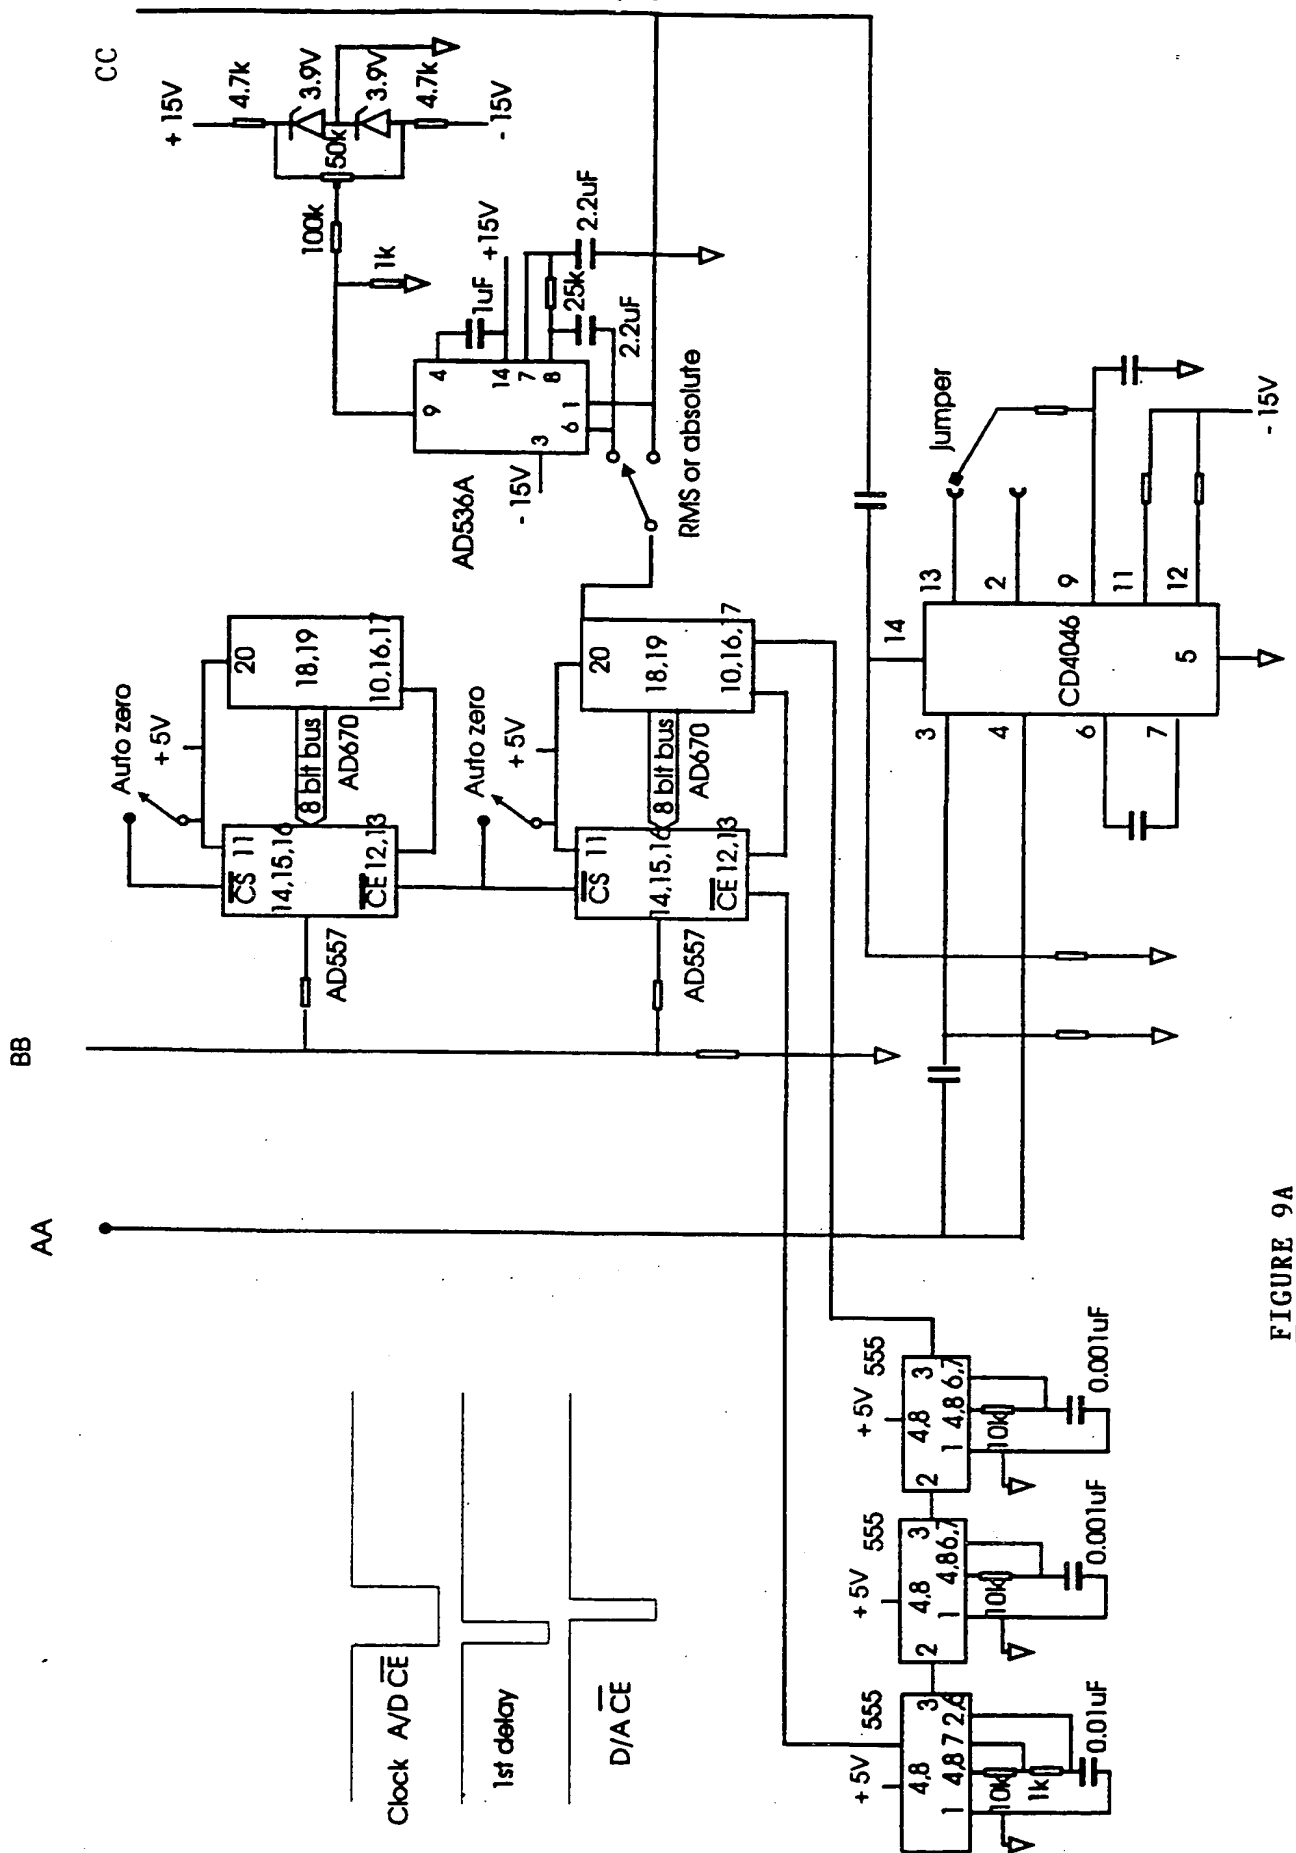 CC
+ 15V
4.7k
3.9V
3.9V
4.7k
- 15V
50k
100k
1k
1uF
+15V
25k
2.2uF
2.2uF
9
4
14
7
8
3
6
1
AD536A
- 15V
RMS or absolute
Auto zero
+ 5V
20
18,19
10,16,17
8 bit bus
AD670
CS 11
14,15,16
CE 12,13
AD557
Auto zero
+ 5V
20
18,19
10,16,17
8 bit bus
AD670
CS 11
14,15,16
CE 12,13
AD557
BB
AA
Jumper
14
13
2
9
11
12
CD4046
5
3
4
6
7
- 15V
Clock A/D CE
1st delay
D/A CE
+ 5V
555
4,8
3
1
4,8
7
2,6
10k
1k
0.01uF
+ 5V
555
4,8
3
2
1
4,8
6,7
10k
0.001uF
+ 5V
555
4,8
3
2
1
4,8
6,7
10k
0.001uF
FIGURE 9A